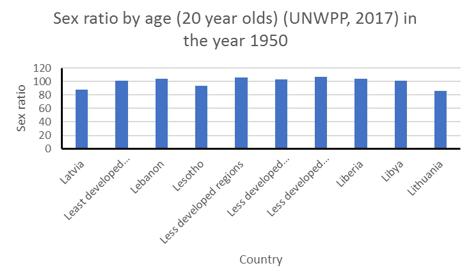 Sex ratio by age (20 year olds) (UNWPP, 2017) in
the year 1950
120
100
80
60
40
20
0
Sex ratio
Latvia
Least developed...
Lebanon
Lesotho
Less developed regions
Less developed...
Less developed...
Liberia
Libya
Lithuania
Country